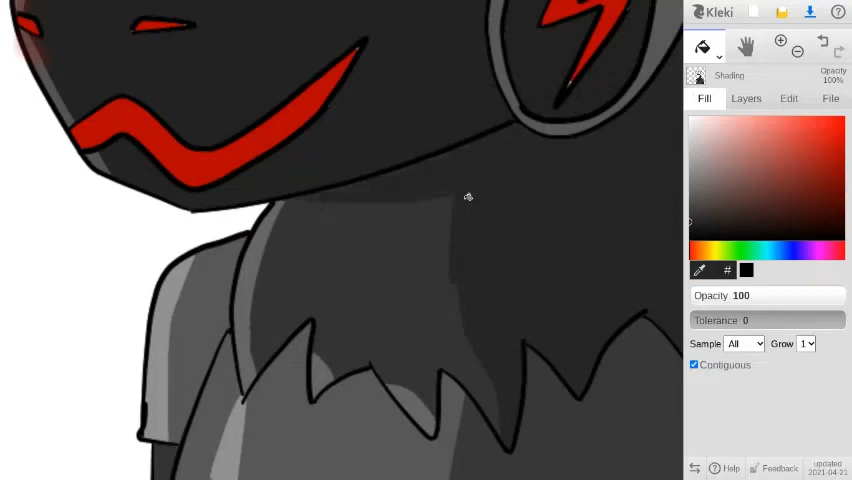 Kleki
Shading
Opacity
100%
Fill
Layers
Edit
File
#
Opacity 100
Tolerance 0
Sample All
Grow 1
Contiguous
Help
Feedback
updated
2021-04-21